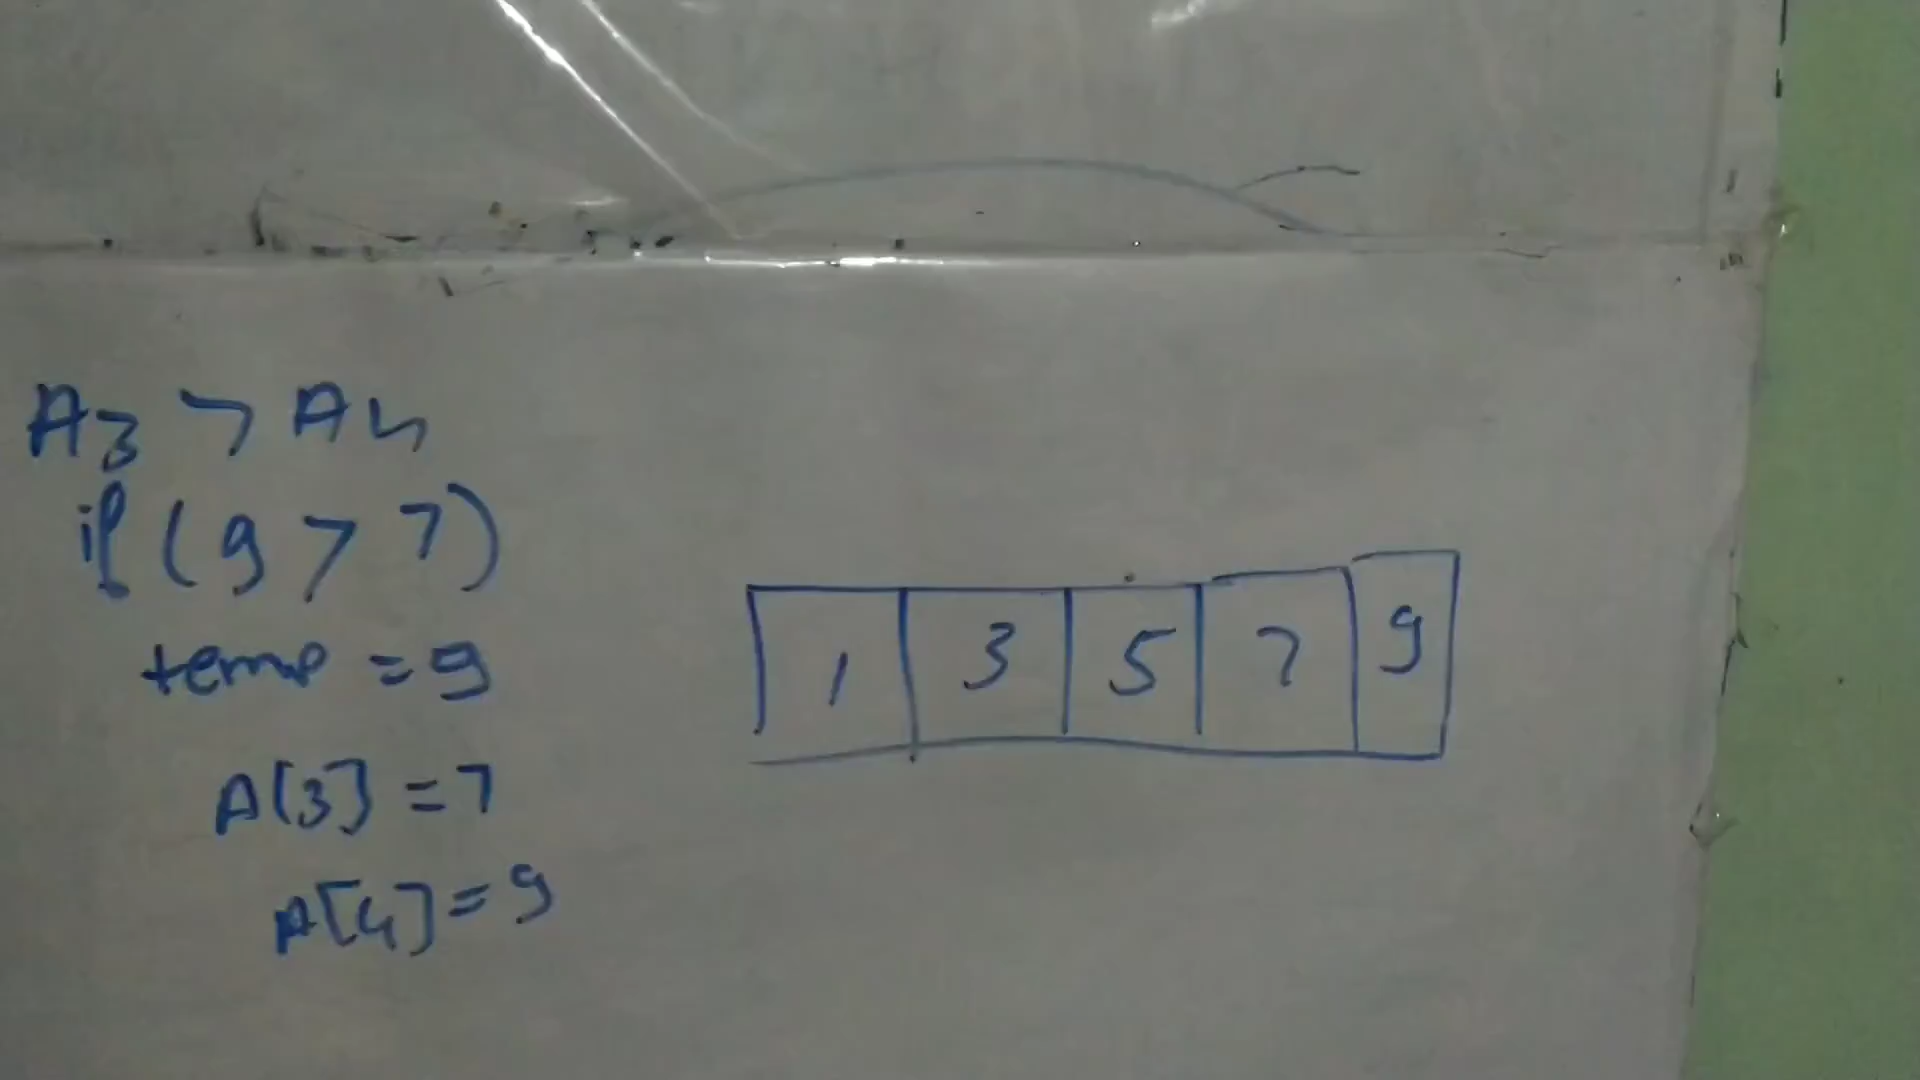 A3 > A4
if (9 > 7)
temp = 9
A[3] = 7
A[4] = 9
1 3 5 7 9